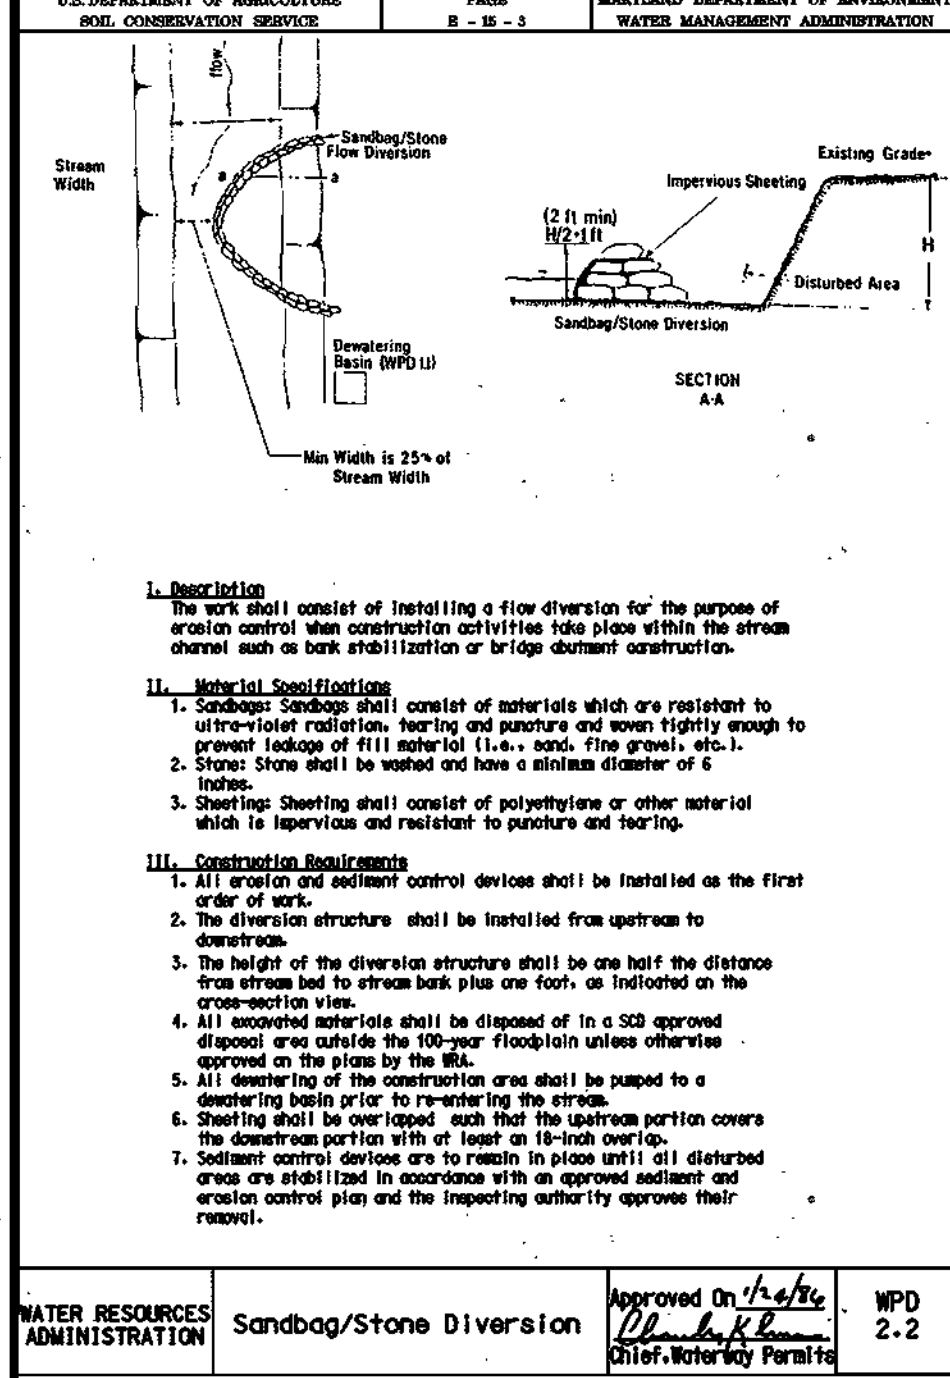 U.S. DEPARTMENT OF AGRICULTURE
SOIL CONSERVATION SERVICE
PAGE
E - 15 - 3
MARYLAND DEPARTMENT OF ENVIRONMENT
WATER MANAGEMENT ADMINISTRATION
flow
Sandbag/Stone
Flow Diversion
Stream
Width
a
a
Dewatering
Basin (WPD 1.1)
Min Width is 25% of
Stream Width
Existing Grade
Impervious Sheeting
(2 ft min)
H/2+1 ft
H
Disturbed Area
Sandbag/Stone Diversion
SECTION
A-A
I. Description
The work shall consist of installing a flow diversion for the purpose of
erosion control when construction activities take place within the stream
channel such as bank stabilization or bridge abutment construction.
II. Material Specifications
1. Sandbags: Sandbags shall consist of materials which are resistant to
ultra-violet radiation, tearing and puncture and woven tightly enough to
prevent leakage of fill material (i.e., sand, fine gravel, etc.).
2. Stone: Stone shall be washed and have a minimum diameter of 6
inches.
3. Sheeting: Sheeting shall consist of polyethylene or other material
which is impervious and resistant to puncture and tearing.
III. Construction Requirements
1. All erosion and sediment control devices shall be installed as the first
order of work.
2. The diversion structure shall be installed from upstream to
downstream.
3. The height of the diversion structure shall be one half the distance
from stream bed to stream bank plus one foot, as indicated on the
cross-section view.
4. All excavated materials shall be disposed of in a SCD approved
disposal area outside the 100-year floodplain unless otherwise
approved on the plans by the WRA.
5. All dewatering of the construction area shall be pumped to a
dewatering basin prior to re-entering the stream.
6. Sheeting shall be overlapped such that the upstream portion covers
the downstream portion with at least an 18-inch overlap.
7. Sediment control devices are to remain in place until all disturbed
areas are stabilized in accordance with an approved sediment and
erosion control plan and the inspecting authority approves their
removal.
WATER RESOURCES
ADMINISTRATION
Sandbag/Stone Diversion
Approved On 1/24/86
Chief, Waterway Permits
WPD
2.2